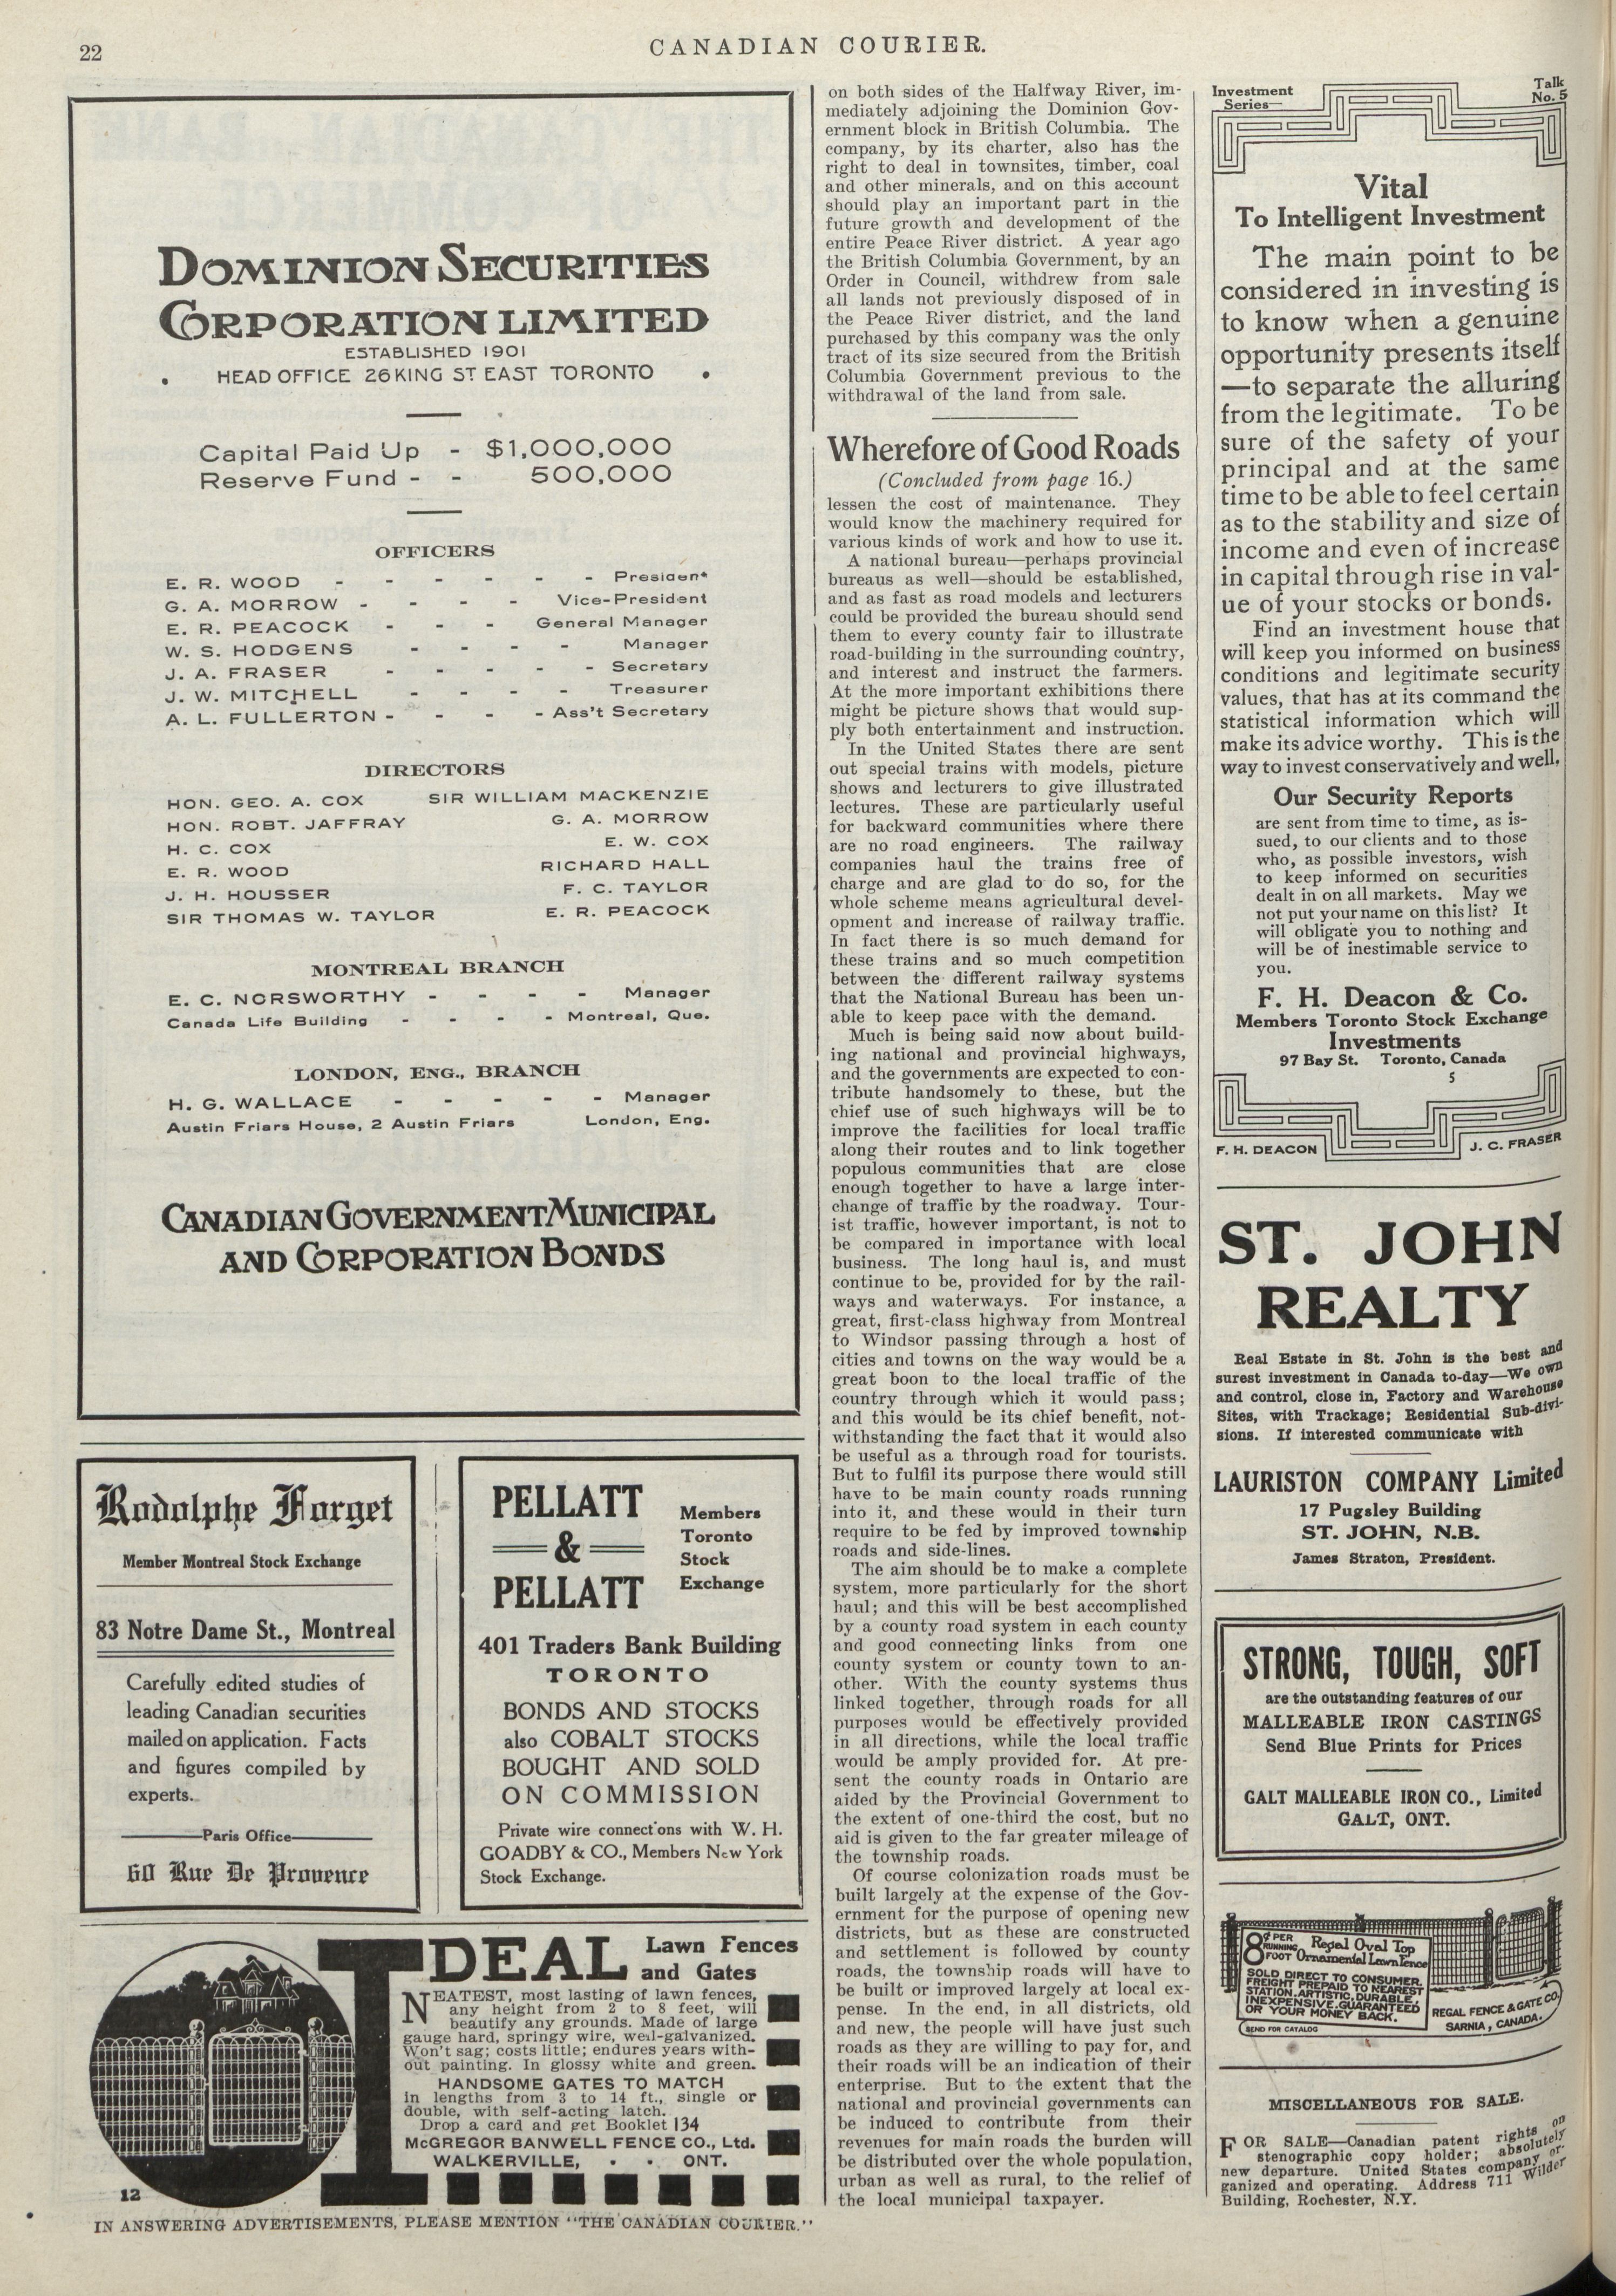 22
CANADIAN COURIER.
DOMINION SECURITIES
CORPORATION LIMITED
ESTABLISHED 1901
HEAD OFFICE 26 KING ST EAST TORONTO
Capital Paid Up - $1,000,000
Reserve Fund - - 500,000
OFFICERS
E. R. WOOD - - - - - - President
G. A. MORROW - - - - Vice-President
E. R. PEACOCK - - - General Manager
W. S. HODGENS - - - - Manager
J. A. FRASER - - - - - Secretary
J. W. MITCHELL - - - - Treasurer
A. L. FULLERTON - - - - Ass't Secretary
DIRECTORS
HON. GEO. A. COX SIR WILLIAM MACKENZIE
HON. ROBT. JAFFRAY G. A. MORROW
H. C. COX E. W. COX
E. R. WOOD RICHARD HALL
J. H. HOUSSER F. C. TAYLOR
SIR THOMAS W. TAYLOR E. R. PEACOCK
MONTREAL BRANCH
E. C. NORSWORTHY - - - - Manager
Canada Life Building - - - - Montreal, Que.
LONDON, ENG., BRANCH
H. G. WALLACE - - - - - Manager
Austin Friars House, 2 Austin Friars London, Eng.
CANADIAN GOVERNMENT MUNICIPAL
AND CORPORATION BONDS
Rodolphe Forget
Member Montreal Stock Exchange
83 Notre Dame St., Montreal
Carefully edited studies of
leading Canadian securities
mailed on application. Facts
and figures compiled by
experts.
Paris Office
60 Rue De Provence
PELLATT
&
PELLATT
Members
Toronto
Stock
Exchange
401 Traders Bank Building
TORONTO
BONDS AND STOCKS
also COBALT STOCKS
BOUGHT AND SOLD
ON COMMISSION
Private wire connections with W. H.
GOADBY & CO., Members New York
Stock Exchange.
IDEAL Lawn Fences
and Gates
NEATEST, most lasting of lawn fences,
any height from 2 to 8 feet, will
beautify any grounds. Made of large
gauge hard, springy wire, well-galvanized.
Won't sag; costs little; endures years with-
out painting. In glossy white and green.
HANDSOME GATES TO MATCH
in lengths from 3 to 14 ft., single or
double, with self-acting latch.
Drop a card and get Booklet 134
McGREGOR BANWELL FENCE CO., Ltd.
WALKERVILLE, . . ONT.
12
on both sides of the Halfway River, im-
mediately adjoining the Dominion Gov-
ernment block in British Columbia. The
company, by its charter, also has the
right to deal in townsites, timber, coal
and other minerals, and on this account
should play an important part in the
future growth and development of the
entire Peace River district. A year ago
the British Columbia Government, by an
Order in Council, withdrew from sale
all lands not previously disposed of in
the Peace River district, and the land
purchased by this company was the only
tract of its size secured from the British
Columbia Government previous to the
withdrawal of the land from sale.
Wherefore of Good Roads
(Concluded from page 16.)
lessen the cost of maintenance. They
would know the machinery required for
various kinds of work and how to use it.
A national bureau—perhaps provincial
bureaus as well—should be established,
and as fast as road models and lecturers
could be provided the bureau should send
them to every county fair to illustrate
road-building in the surrounding country,
and interest and instruct the farmers.
At the more important exhibitions there
might be picture shows that would sup-
ply both entertainment and instruction.
In the United States there are sent
out special trains with models, picture
shows and lecturers to give illustrated
lectures. These are particularly useful
for backward communities where there
are no road engineers. The railway
companies haul the trains free of
charge and are glad to do so, for the
whole scheme means agricultural devel-
opment and increase of railway traffic.
In fact there is so much demand for
these trains and so much competition
between the different railway systems
that the National Bureau has been un-
able to keep pace with the demand.
Much is being said now about build-
ing national and provincial highways,
and the governments are expected to con-
tribute handsomely to these, but the
chief use of such highways will be to
improve the facilities for local traffic
along their routes and to link together
populous communities that are close
enough together to have a large inter-
change of traffic by the roadway. Tour-
ist traffic, however important, is not to
be compared in importance with local
business. The long haul is, and must
continue to be, provided for by the rail-
ways and waterways. For instance, a
great, first-class highway from Montreal
to Windsor passing through a host of
cities and towns on the way would be a
great boon to the local traffic of the
country through which it would pass;
and this would be its chief benefit, not-
withstanding the fact that it would also
be useful as a through road for tourists.
But to fulfil its purpose there would still
have to be main county roads running
into it, and these would in their turn
require to be fed by improved township
roads and side-lines.
The aim should be to make a complete
system, more particularly for the short
haul; and this will be best accomplished
by a county road system in each county
and good connecting links from one
county system or county town to an-
other. With the county systems thus
linked together, through roads for all
purposes would be effectively provided
in all directions, while the local traffic
would be amply provided for. At pre-
sent the county roads in Ontario are
aided by the Provincial Government to
the extent of one-third the cost, but no
aid is given to the far greater mileage of
the township roads.
Of course colonization roads must be
built largely at the expense of the Gov-
ernment for the purpose of opening new
districts, but as these are constructed
and settlement is followed by county
roads, the township roads will have to
be built or improved largely at local ex-
pense. In the end, in all districts, old
and new, the people will have just such
roads as they are willing to pay for, and
their roads will be an indication of their
enterprise. But to the extent that the
national and provincial governments can
be induced to contribute from their
revenues for main roads the burden will
be distributed over the whole population,
urban as well as rural, to the relief of
the local municipal taxpayer.
Investment
Series—
Talk
No. 5
Vital
To Intelligent Investment
The main point to be
considered in investing is
to know when a genuine
opportunity presents itself
—to separate the alluring
from the legitimate. To be
sure of the safety of your
principal and at the same
time to be able to feel certain
as to the stability and size of
income and even of increase
in capital through rise in val-
ue of your stocks or bonds.
Find an investment house that
will keep you informed on business
conditions and legitimate security
values, that has at its command the
statistical information which will
make its advice worthy. This is the
way to invest conservatively and well.
Our Security Reports
are sent from time to time, as is-
sued, to our clients and to those
who, as possible investors, wish
to keep informed on securities
dealt in on all markets. May we
not put your name on this list? It
will obligate you to nothing and
will be of inestimable service to
you.
F. H. Deacon & Co.
Members Toronto Stock Exchange
Investments
97 Bay St. Toronto, Canada
5
F. H. DEACON J. C. FRASER
ST. JOHN
REALTY
Real Estate in St. John is the best and
surest investment in Canada to-day—We own
and control, close in, Factory and Warehouse
Sites, with Trackage; Residential Sub-divi-
sions. If interested communicate with
LAURISTON COMPANY Limited
17 Pugsley Building
ST. JOHN, N.B.
James Straton, President.
STRONG, TOUGH, SOFT
are the outstanding features of our
MALLEABLE IRON CASTINGS
Send Blue Prints for Prices
GALT MALLEABLE IRON CO., Limited
GALT, ONT.
8¢ PER
RUNNING
FOOT
Regal Oval Top
Ornamental Lawn Fence
SOLD DIRECT TO CONSUMER.
FREIGHT PREPAID TO NEAREST
STATION. ARTISTIC, DURABLE,
INEXPENSIVE. GUARANTEED
OR YOUR MONEY BACK.
SEND FOR CATALOG
REGAL FENCE & GATE CO.
SARNIA, CANADA.
MISCELLANEOUS FOR SALE.
FOR SALE—Canadian patent rights on
stenographic copy holder; absolutely
new departure. United States company or-
ganized and operating. Address 711 Wilder
Building, Rochester, N.Y.
IN ANSWERING ADVERTISEMENTS, PLEASE MENTION "THE CANADIAN COURIER."